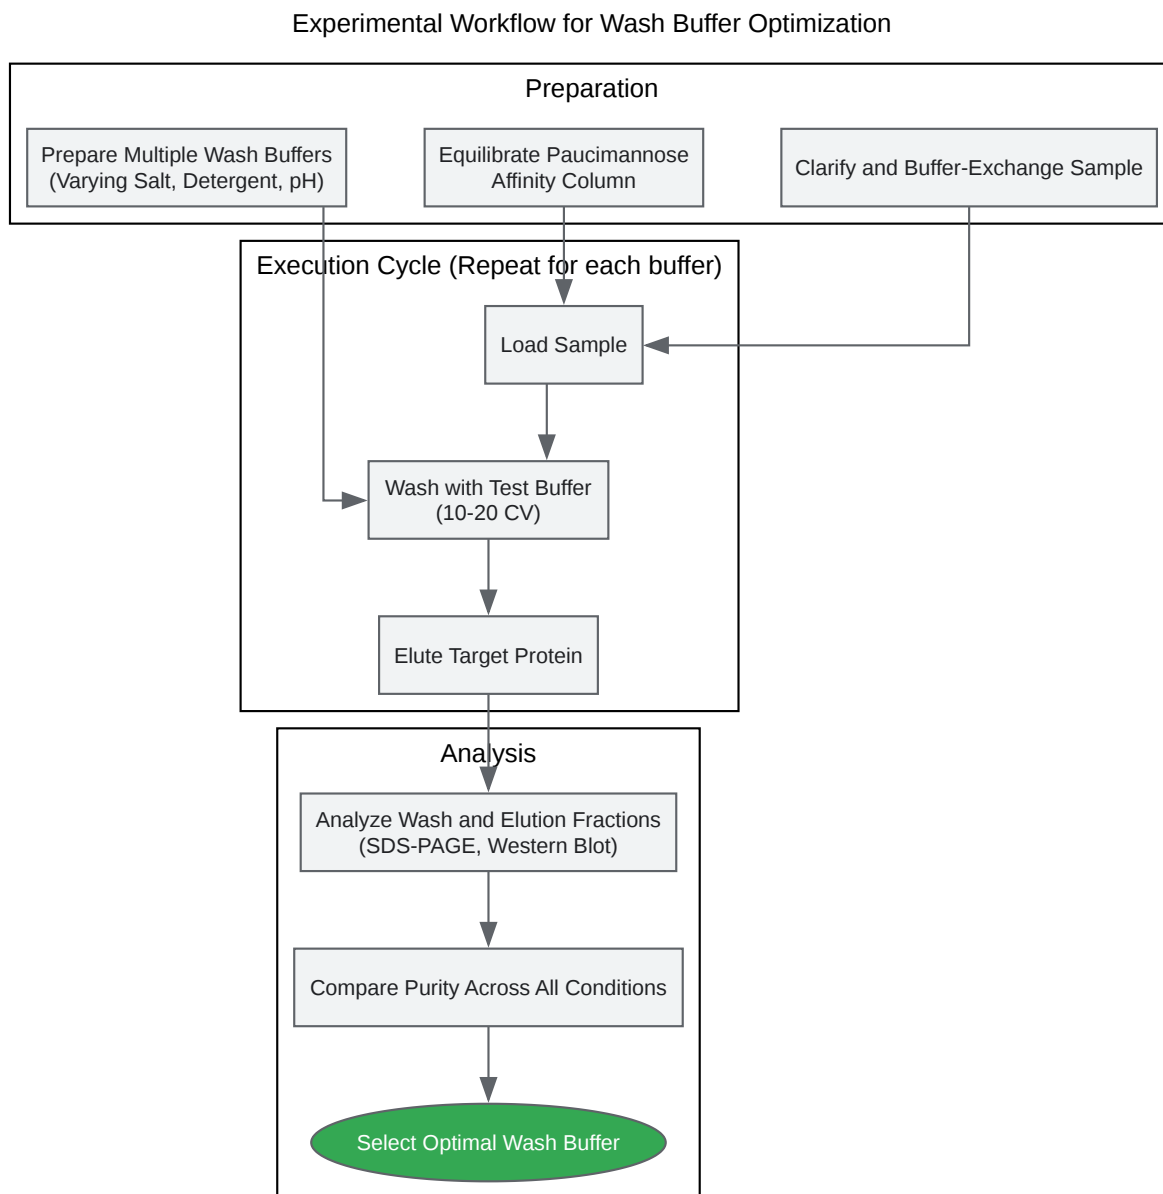 Experimental Workflow for Wash Buffer Optimization
Preparation
Prepare Multiple Wash Buffers
(Varying Salt, Detergent, pH)
Equilibrate Paucimannose
Affinity Column
Clarify and Buffer-Exchange Sample
Execution Cycle (Repeat for each buffer)
Load Sample
Wash with Test Buffer
(10-20 CV)
Elute Target Protein
Analysis
Analyze Wash and Elution Fractions
(SDS-PAGE, Western Blot)
Compare Purity Across All Conditions
Select Optimal Wash Buffer